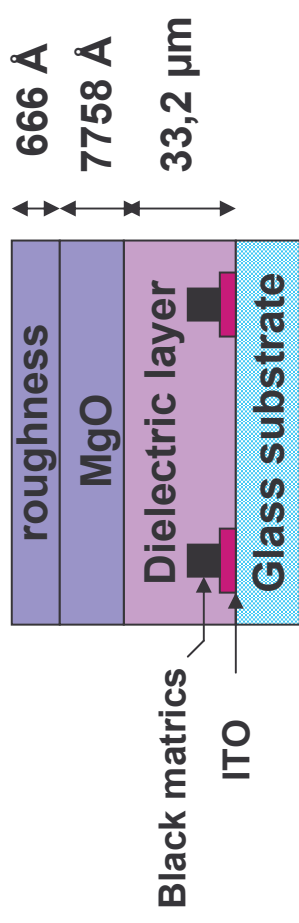 666 Å
7758 Å
33,2 µm
roughness
MgO
Dielectric layer
Glass substrate
Black matrics
ITO